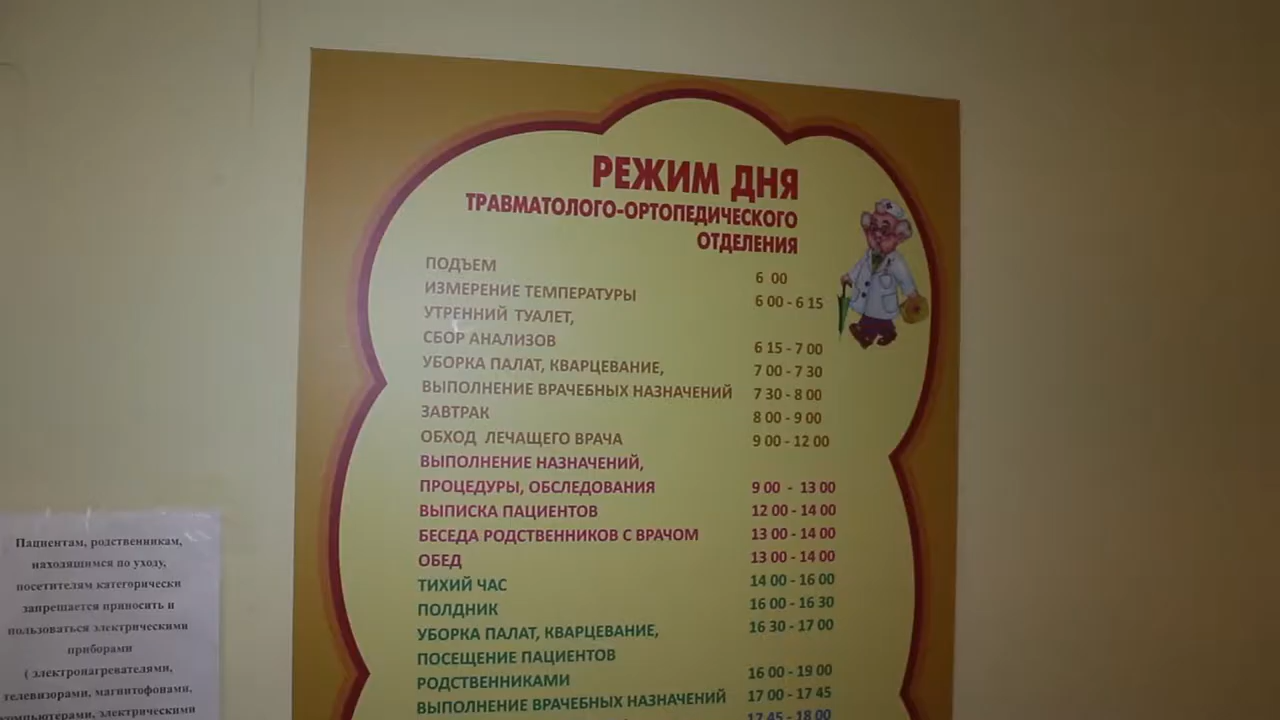 РЕЖИМ ДНЯ
ТРАВМАТОЛОГО-ОРТОПЕДИЧЕСКОГО
ОТДЕЛЕНИЯ
ПОДЪЕМ 6 00
ИЗМЕРЕНИЕ ТЕМПЕРАТУРЫ 6 00 - 6 15
УТРЕННИЙ ТУАЛЕТ,
СБОР АНАЛИЗОВ 6 15 - 7 00
УБОРКА ПАЛАТ, КВАРЦЕВАНИЕ, 7 00 - 7 30
ВЫПОЛНЕНИЕ ВРАЧЕБНЫХ НАЗНАЧЕНИЙ 7 30 - 8 00
ЗАВТРАК 8 00 - 9 00
ОБХОД ЛЕЧАЩЕГО ВРАЧА 9 00 - 12 00
ВЫПОЛНЕНИЕ НАЗНАЧЕНИЙ,
ПРОЦЕДУРЫ, ОБСЛЕДОВАНИЯ 9 00 - 13 00
ВЫПИСКА ПАЦИЕНТОВ 12 00 - 14 00
БЕСЕДА РОДСТВЕННИКОВ С ВРАЧОМ 13 00 - 14 00
ОБЕД 13 00 - 14 00
ТИХИЙ ЧАС 14 00 - 16 00
ПОЛДНИК 16 00 - 16 30
УБОРКА ПАЛАТ, КВАРЦЕВАНИЕ, 16 30 - 17 00
ПОСЕЩЕНИЕ ПАЦИЕНТОВ
РОДСТВЕННИКАМИ 16 00 - 19 00
ВЫПОЛНЕНИЕ ВРАЧЕБНЫХ НАЗНАЧЕНИЙ 17 00 - 17 45
17 45 - 18 00
Пациентам, родственникам,
находящимся по уходу,
посетителям категорически
запрещается приносить и
пользоваться электрическими
приборами
( электронагревателями,
телевизорами, магнитофонами,
компьютерами, электрическими